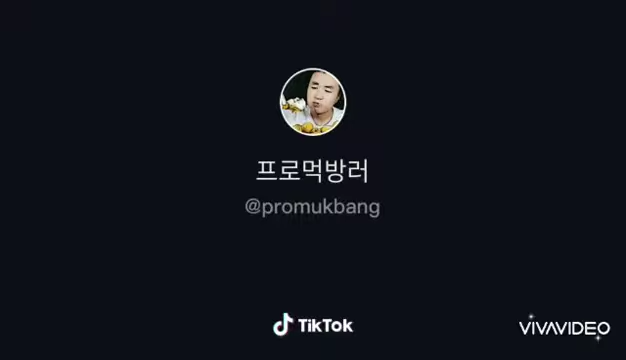 프로먹방러
@promukbang
TikTok
VIVAVIDEO